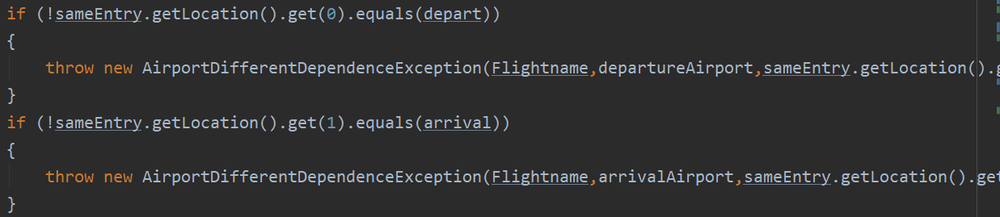 if (!sameEntry.getLocation().get(0).equals(depart))
{
throw new AirportDifferentDependenceException(Flightname,departureAirport,sameEntry.getLocation().g
}
if (!sameEntry.getLocation().get(1).equals(arrival))
{
throw new AirportDifferentDependenceException(Flightname,arrivalAirport,sameEntry.getLocation().get
}